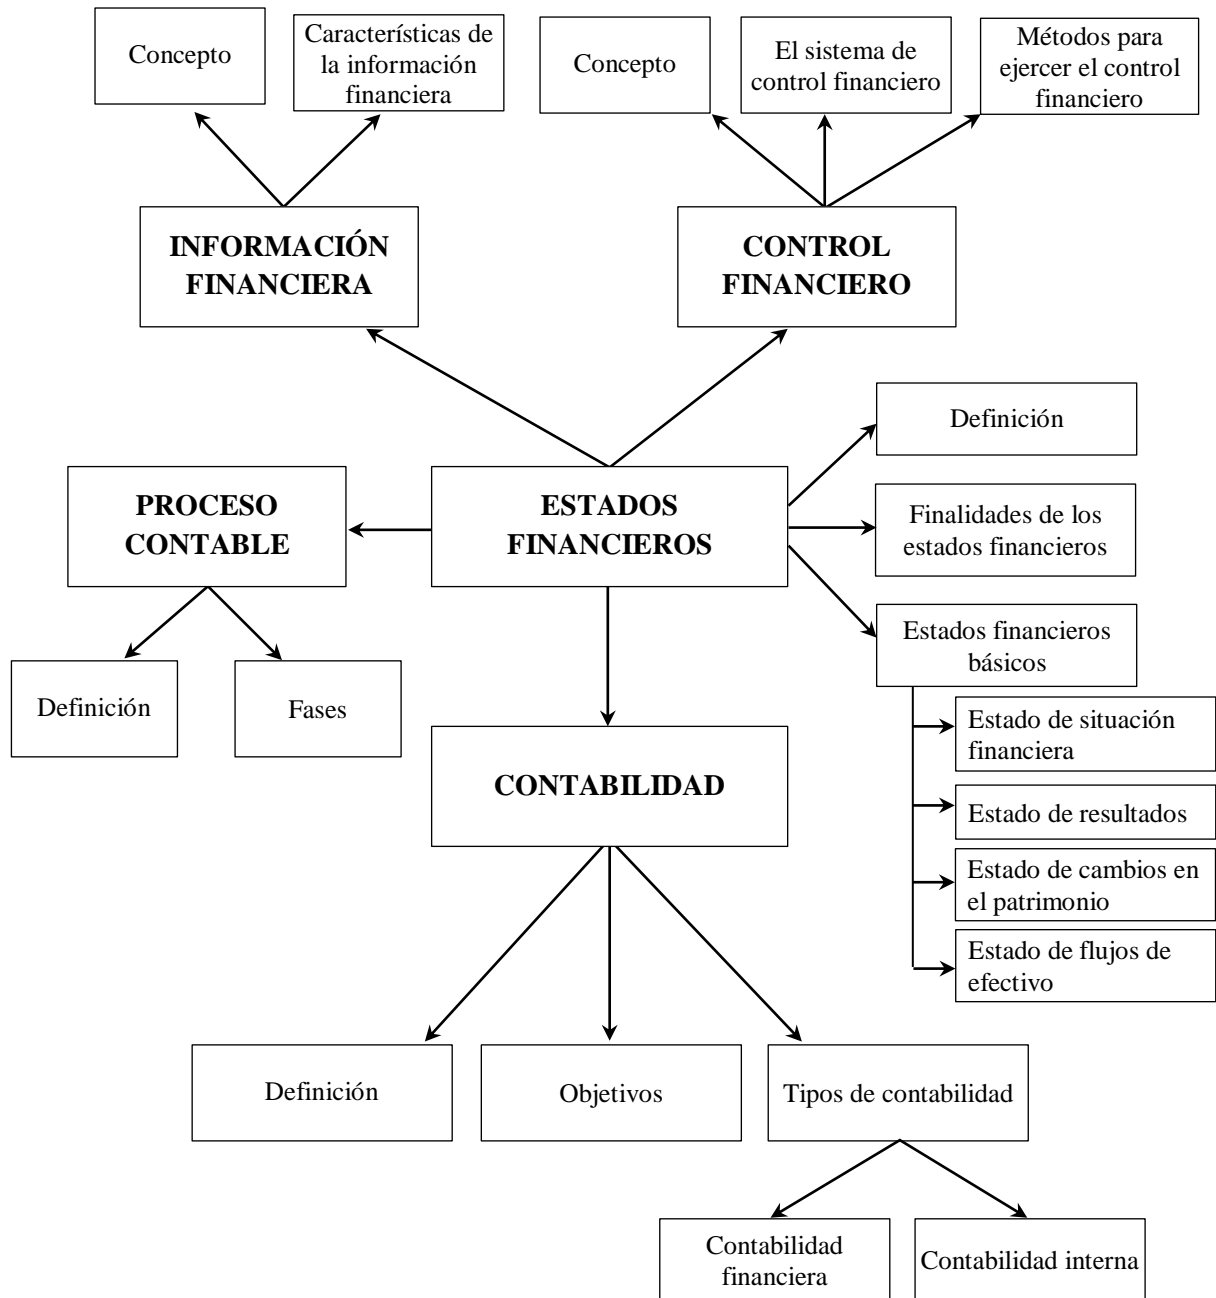 Concepto
Características de
la información
financiera
Concepto
El sistema de
control financiero
Métodos para
ejercer el control
financiero
INFORMACIÓN
FINANCIERA
CONTROL
FINANCIERO
Definición
PROCESO
CONTABLE
ESTADOS
FINANCIEROS
Finalidades de los
estados financieros
Estados financieros
básicos
Definición
Fases
Estado de situación
financiera
CONTABILIDAD
Estado de resultados
Estado de cambios en
el patrimonio
Estado de flujos de
efectivo
Definición
Objetivos
Tipos de contabilidad
Contabilidad
financiera
Contabilidad interna